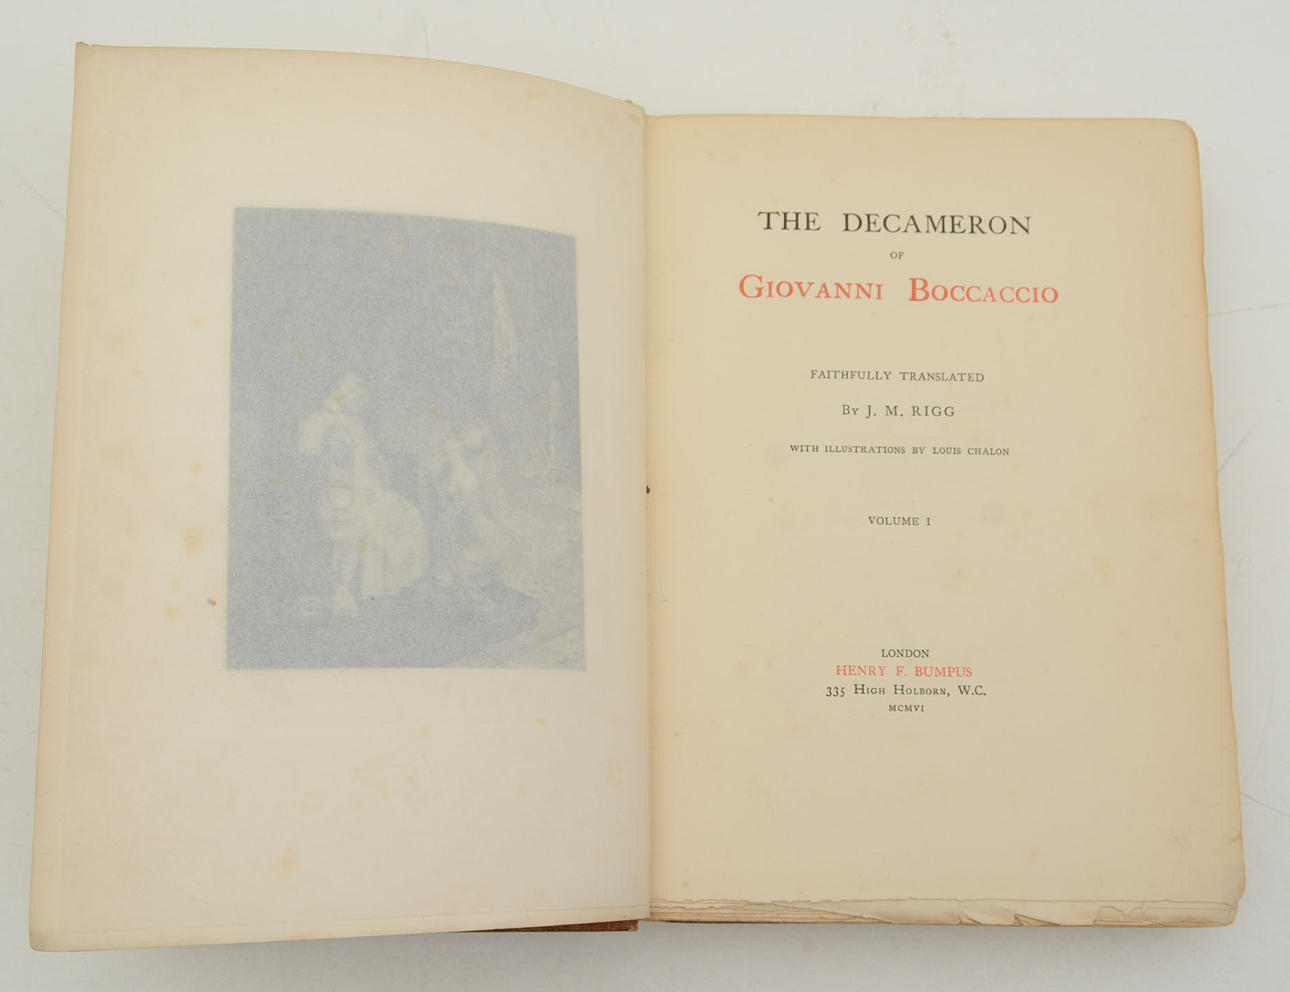 THE DECAMERON
OF
GIOVANNI BOCCACCIO
FAITHFULLY TRANSLATED
BY J. M. RIGG
WITH ILLUSTRATIONS BY LOUIS CHALON
VOLUME I
LONDON
HENRY F. BUMPUS
335 HIGH HOLBORN, W.C.
MCMVI